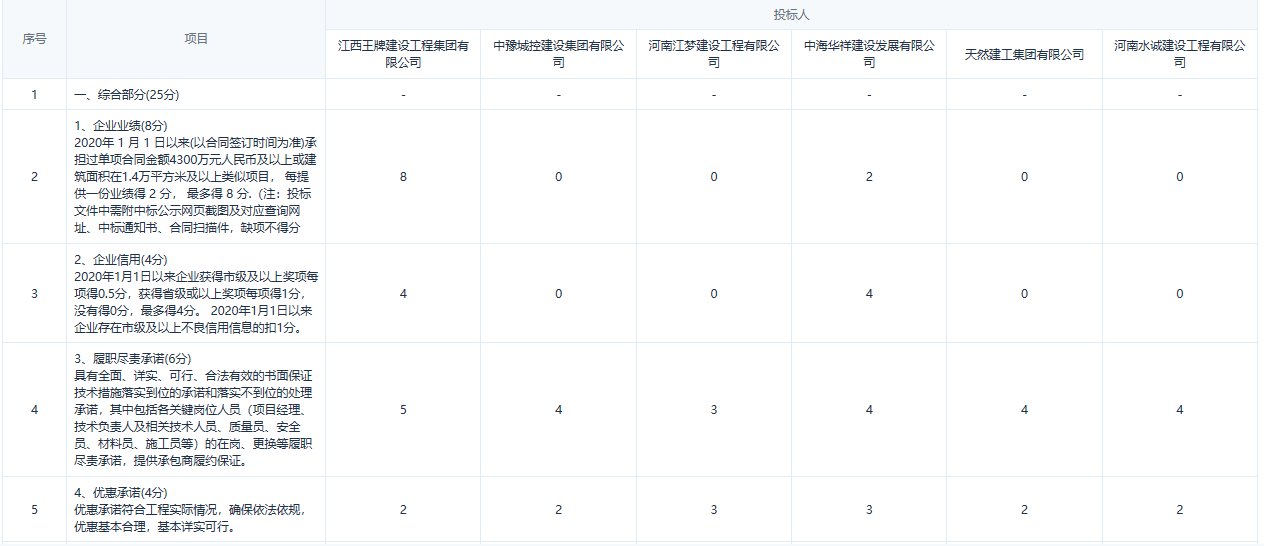 序号
项目
投标人
江西王牌建设工程集团有
限公司
中豫城控建设集团有限公
司
河南江梦建设工程有限公
司
中海华祥建设发展有限公
司
天然建工集团有限公司
河南水诚建设工程有限公
司
1
一、综合部分(25分)
-
-
-
-
-
-
2
1、企业业绩(8分)
2020年 1 月 1 日以来(以合同签订时间为准)承
担过单项合同金额4300万元人民币及以上或建
筑面积在1.4万平方米及以上类似项目， 每提
供一份业绩得 2 分， 最多得 8 分.（注：投标
文件中需附中标公示网页截图及对应查询网
址、中标通知书、合同扫描件，缺项不得分
8
0
0
2
0
0
3
2、企业信用(4分)
2020年1月1日以来企业获得市级及以上奖项每
项得0.5分，获得省级或以上奖项每项得1分，
没有得0分，最多得4分。 2020年1月1日以来
企业存在市级及以上不良信用信息的扣1分。
4
0
0
4
0
0
4
3、履职尽责承诺(6分)
具有全面、详实、可行、合法有效的书面保证
技术措施落实到位的承诺和落实不到位的处理
承诺，其中包括各关键岗位人员（项目经理、
技术负责人及相关技术人员、质量员、安全
员、材料员、施工员等）的在岗、更换等履职
尽责承诺，提供承包商履约保证。
5
4
3
4
4
4
5
4、优惠承诺(4分)
优惠承诺符合工程实际情况，确保依法依规，
优惠基本合理，基本详实可行。
2
2
3
3
2
2